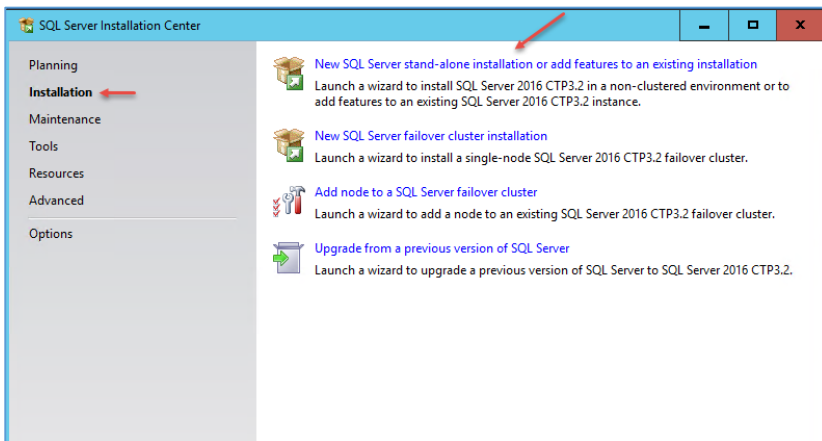 SQL Server Installation Center
Planning
Installation
Maintenance
Tools
Resources
Advanced
Options
New SQL Server stand-alone installation or add features to an existing installation
Launch a wizard to install SQL Server 2016 CTP3.2 in a non-clustered environment or to
add features to an existing SQL Server 2016 CTP3.2 instance.
New SQL Server failover cluster installation
Launch a wizard to install a single-node SQL Server 2016 CTP3.2 failover cluster.
Add node to a SQL Server failover cluster
Launch a wizard to add a node to an existing SQL Server 2016 CTP3.2 failover cluster.
Upgrade from a previous version of SQL Server
Launch a wizard to upgrade a previous version of SQL Server to SQL Server 2016 CTP3.2.